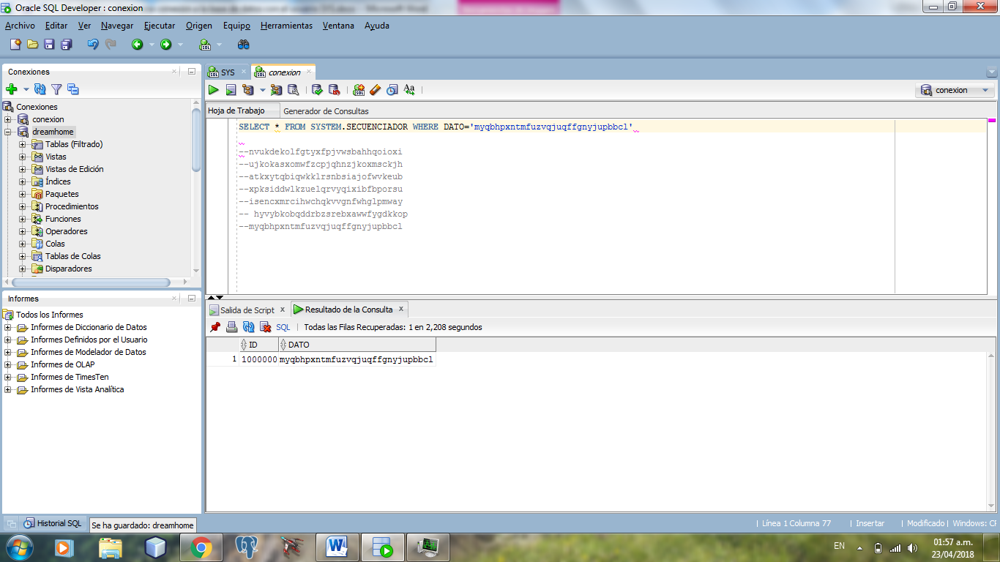 Oracle SQL Developer : conexion
Archivo Editar Ver Navegar Ejecutar Origen Equipo Herramientas Ventana Ayuda
Conexiones
Conexiones
conexion
dreamhome
Tablas (Filtrado)
Vistas
Vistas de Edición
Índices
Paquetes
Procedimientos
Funciones
Operadores
Colas
Tablas de Colas
Disparadores
Informes
Todos los Informes
Informes de Diccionario de Datos
Informes Definidos por el Usuario
Informes de Modelador de Datos
Informes de OLAP
Informes de TimesTen
Informes de Vista Analítica
SYS conexion
conexion
Hoja de Trabajo Generador de Consultas
SELECT * FROM SYSTEM.SECUENCIADOR WHERE DATO='myqbhpxntmfuzvqjuqffgnyjupbbcl'
--nvukdekolfgtyxfpjvwsbahhqoioxi
--ujkokasxomwfzcpjqhnzjkoxmsckjh
--atkxytqbiqwkklrsnbsiajofwvkeub
--xpksiddwlkzuelqrvyqixibfbporsu
--isencxmrcihwchqkvvgnfwhglpmway
-- hyvybkobqddrbzsrebxawwfygdkkop
--myqbhpxntmfuzvqjuqffgnyjupbbcl
Salida de Script x Resultado de la Consulta x
SQL | Todas las Filas Recuperadas: 1 en 2,208 segundos
ID DATO
1 1000000 myqbhpxntmfuzvqjuqffgnyjupbbcl
Historial SQL Se ha guardado: dreamhome
| Línea 1 Columna 77 | Insertar | Modificado | Windows: CF
EN 01:57 a.m.
23/04/2018